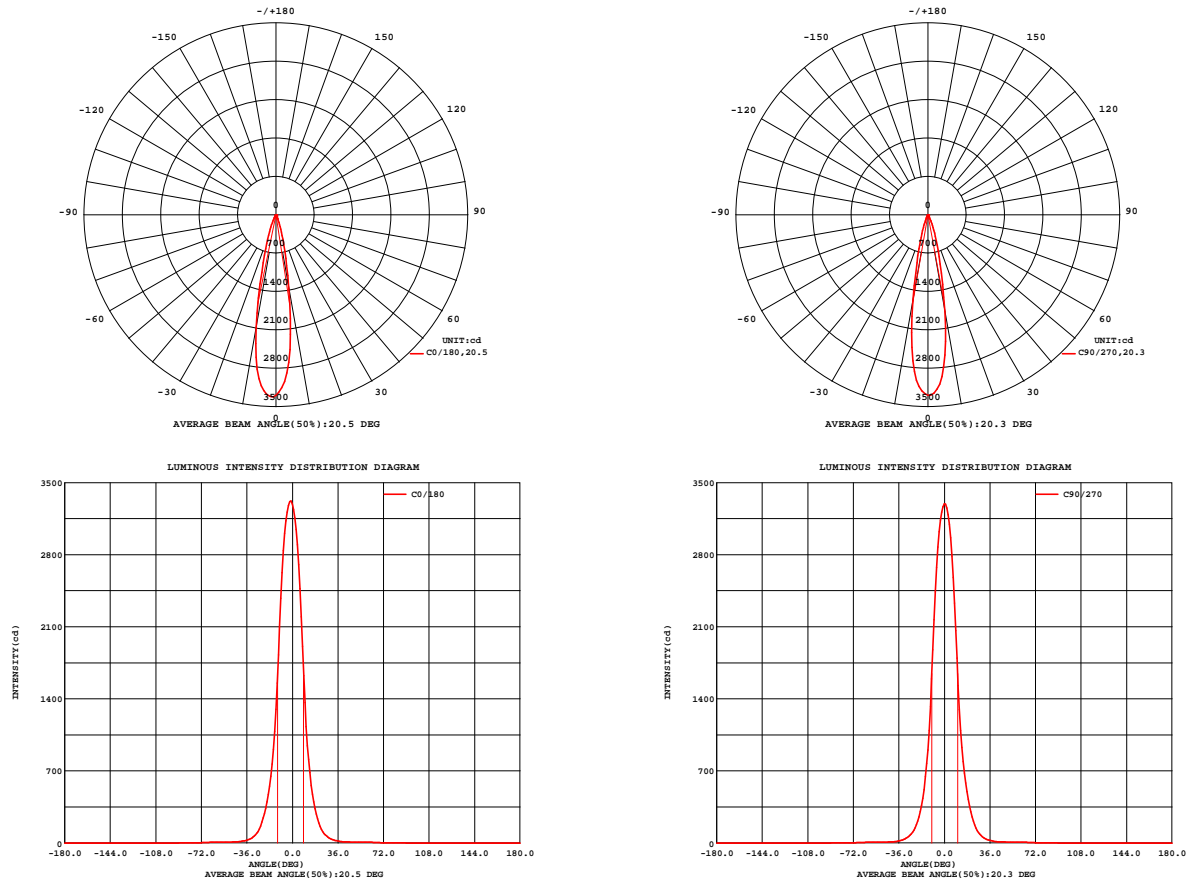 -/+180
-150 150
-120 120
-90 90
-60 60
-30 30
0
700
1400
2100
2800
3500
0
UNIT:cd
C0/180,20.5
AVERAGE BEAM ANGLE(50%):20.5 DEG
-/+180
-150 150
-120 120
-90 90
-60 60
-30 30
0
700
1400
2100
2800
3500
0
UNIT:cd
C90/270,20.3
AVERAGE BEAM ANGLE(50%):20.3 DEG
LUMINOUS INTENSITY DISTRIBUTION DIAGRAM
C0/180
INTENSITY(cd)
3500
2800
2100
1400
700
0
-180.0 -144.0 -108.0 -72.0 -36.0 0.0 36.0 72.0 108.0 144.0 180.0
ANGLE(DEG)
AVERAGE BEAM ANGLE(50%):20.5 DEG
LUMINOUS INTENSITY DISTRIBUTION DIAGRAM
C90/270
INTENSITY(cd)
3500
2800
2100
1400
700
0
-180.0 -144.0 -108.0 -72.0 -36.0 0.0 36.0 72.0 108.0 144.0 180.0
ANGLE(DEG)
AVERAGE BEAM ANGLE(50%):20.3 DEG